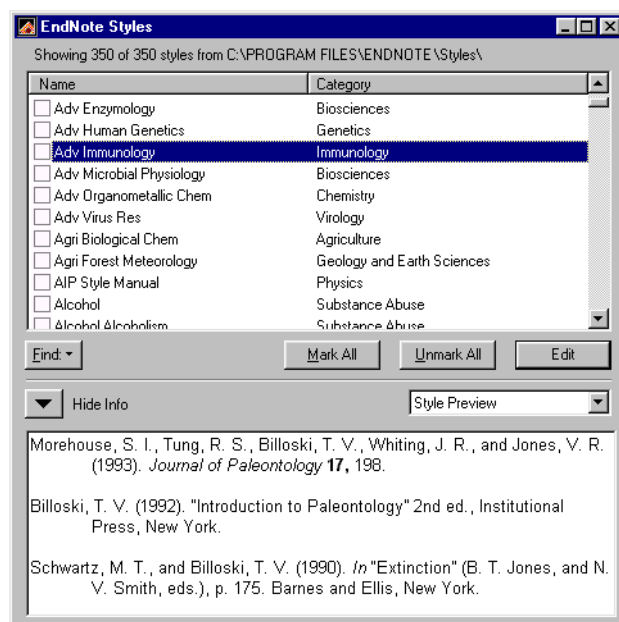 EndNote Styles
Showing 350 of 350 styles from C:\PROGRAM FILES\ENDNOTE\Styles\
Name Category
Adv Enzymology Biosciences
Adv Human Genetics Genetics
Adv Immunology Immunology
Adv Microbial Physiology Biosciences
Adv Organometallic Chem Chemistry
Adv Virus Res Virology
Agri Biological Chem Agriculture
Agri Forest Meteorology Geology and Earth Sciences
AIP Style Manual Physics
Alcohol Substance Abuse
Alcohol Alcoholism Substance Abuse
Find: Mark All Unmark All Edit
Hide Info Style Preview
Morehouse, S. I., Tung, R. S., Billoski, T. V., Whiting, J. R., and Jones, V. R.
(1993). Journal of Paleontology 17, 198.
Billoski, T. V. (1992). "Introduction to Paleontology" 2nd ed., Institutional
Press, New York.
Schwartz, M. T., and Billoski, T. V. (1990). In "Extinction" (B. T. Jones, and N.
V. Smith, eds.), p. 175. Barnes and Ellis, New York.